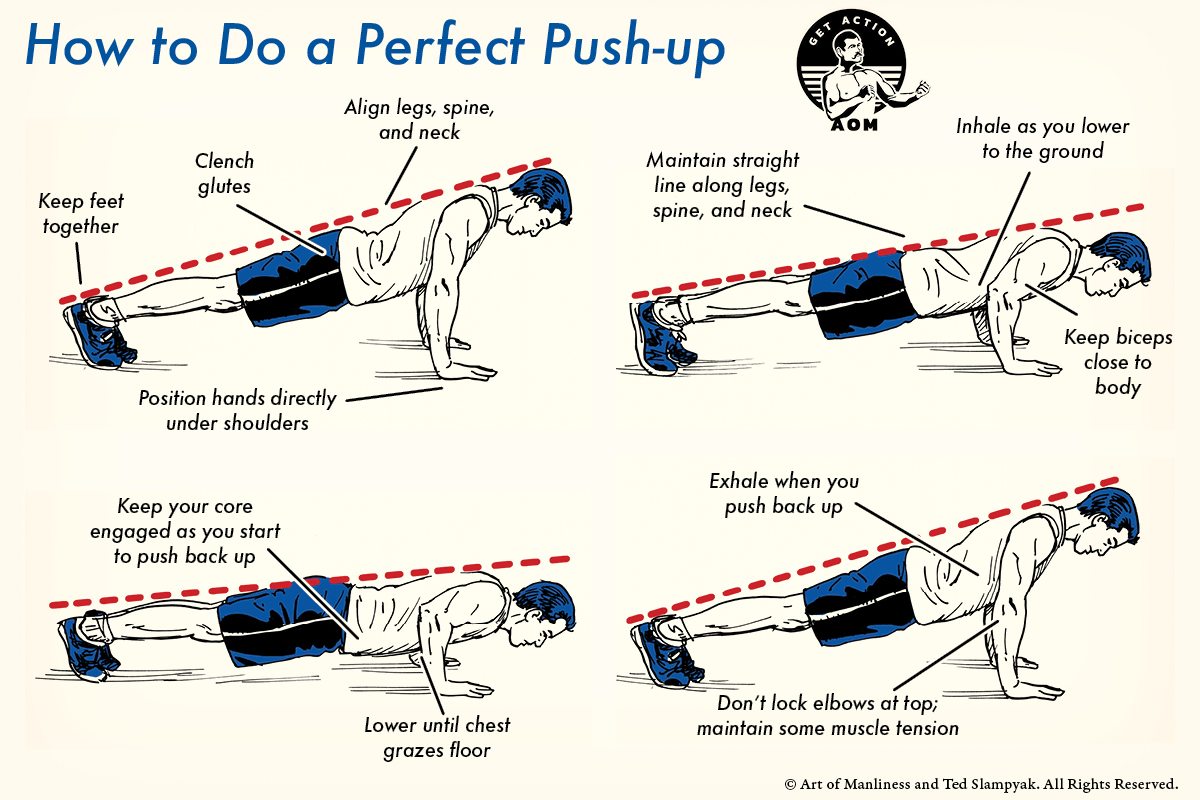 How to Do a Perfect Push-up
GET ACTION
AOM
Align legs, spine,
and neck
Clench
glutes
Keep feet
together
Position hands directly
under shoulders
Inhale as you lower
to the ground
Maintain straight
line along legs,
spine, and neck
Keep biceps
close to
body
Keep your core
engaged as you start
to push back up
Lower until chest
grazes floor
Exhale when you
push back up
Don't lock elbows at top;
maintain some muscle tension
© Art of Manliness and Ted Slampyak. All Rights Reserved.